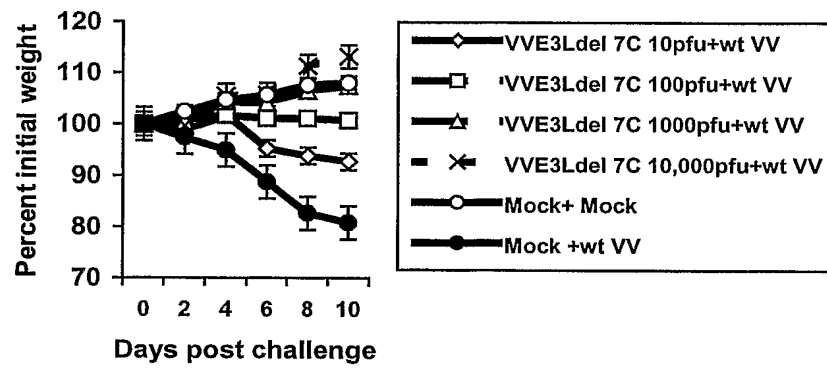 Percent initial weight
120
110
100
90
80
70
0 2 4 6 8 10
Days post challenge
VVE3Ldel 7C 10pfu+wt VV
VVE3Ldel 7C 100pfu+wt VV
VVE3Ldel 7C 1000pfu+wt VV
VVE3Ldel 7C 10,000pfu+wt VV
Mock+ Mock
Mock +wt VV